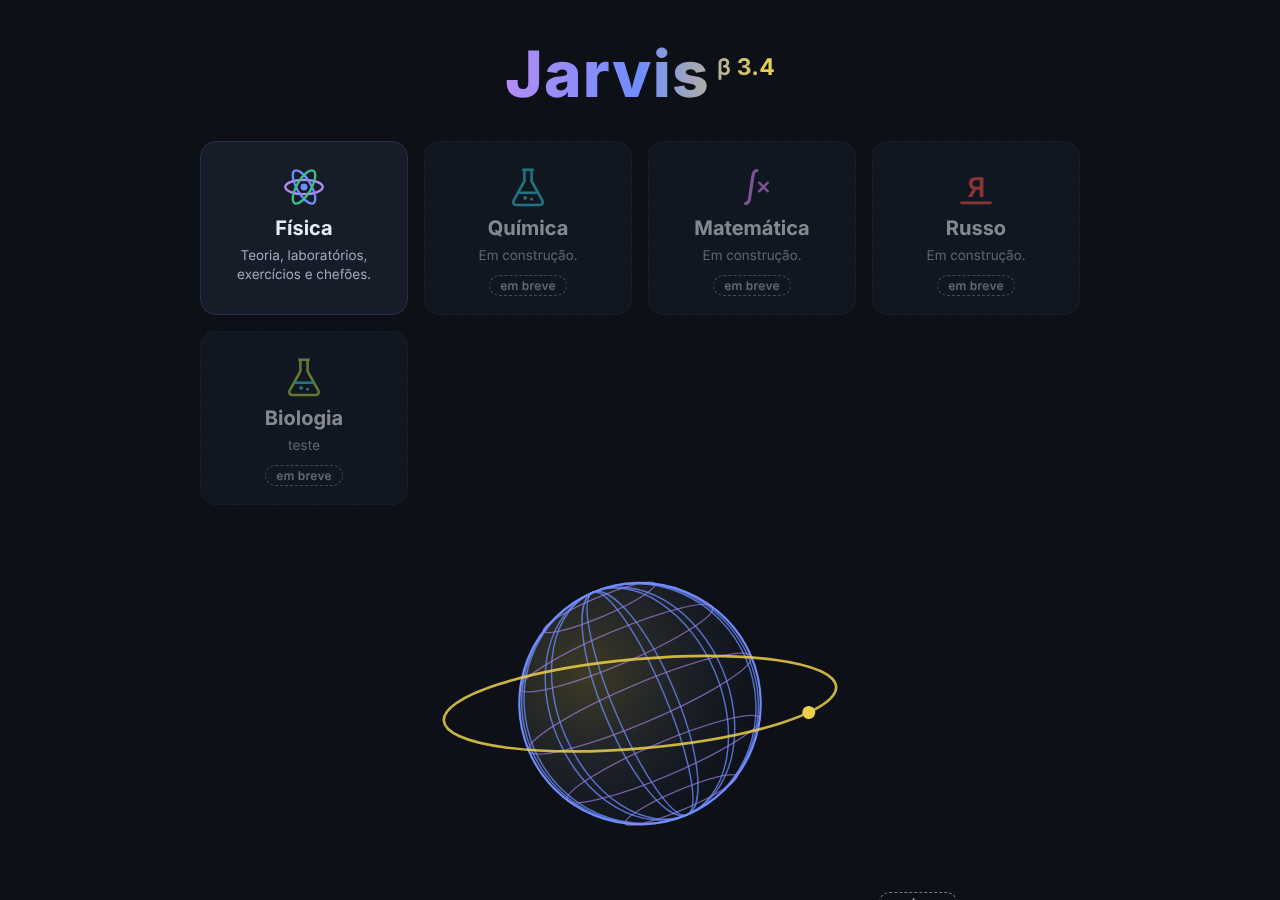 Jarvis β 3.4
Física
Teoria, laboratórios,
exercícios e chefões.
Química
Em construção.
em breve
Matemática
Em construção.
em breve
Я
Russo
Em construção.
em breve
Biologia
teste
em breve